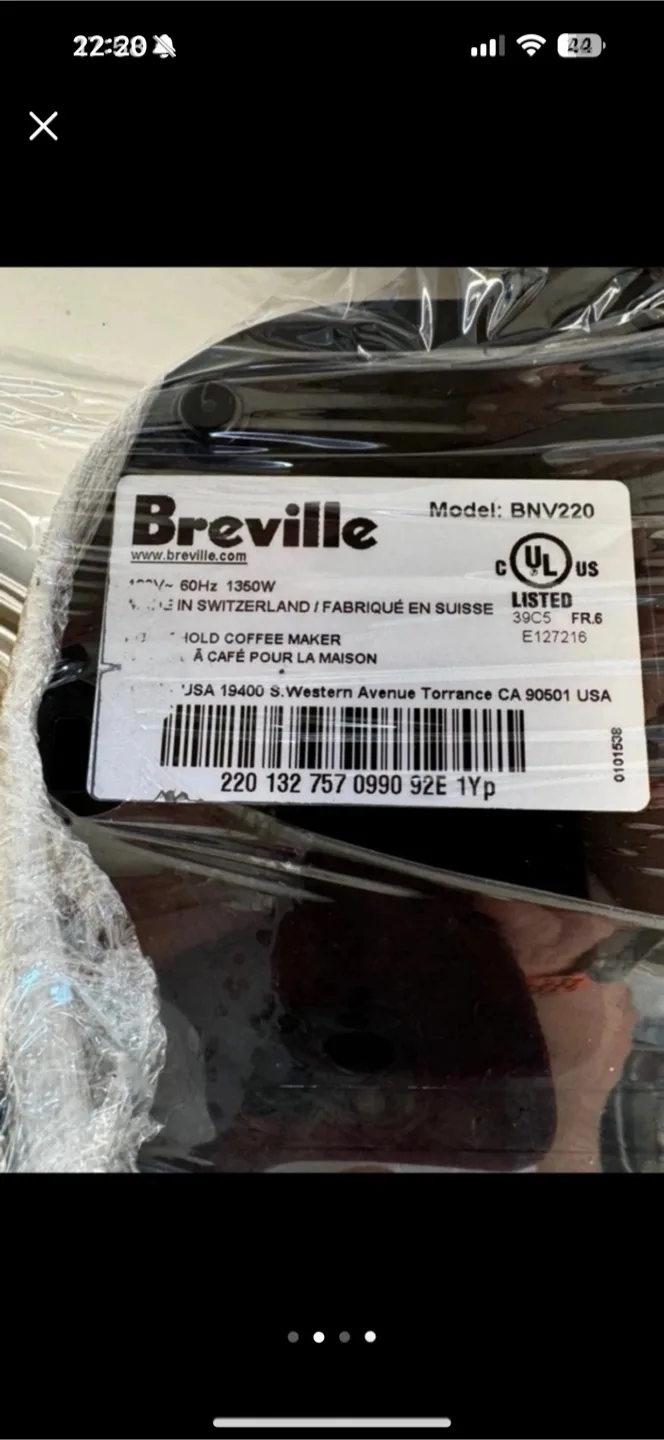 Breville
Model: BNV220
www.breville.com
C UL US
LISTED
60Hz 1350W
IN SWITZERLAND / FABRIQUÉ EN SUISSE
39C5 FR.6
E127216
COFFEE MAKER
À CAFÉ POUR LA MAISON
USA 19400 S.Western Avenue Torrance CA 90501 USA
220 132 757 0990 92E 1Yp
0101538